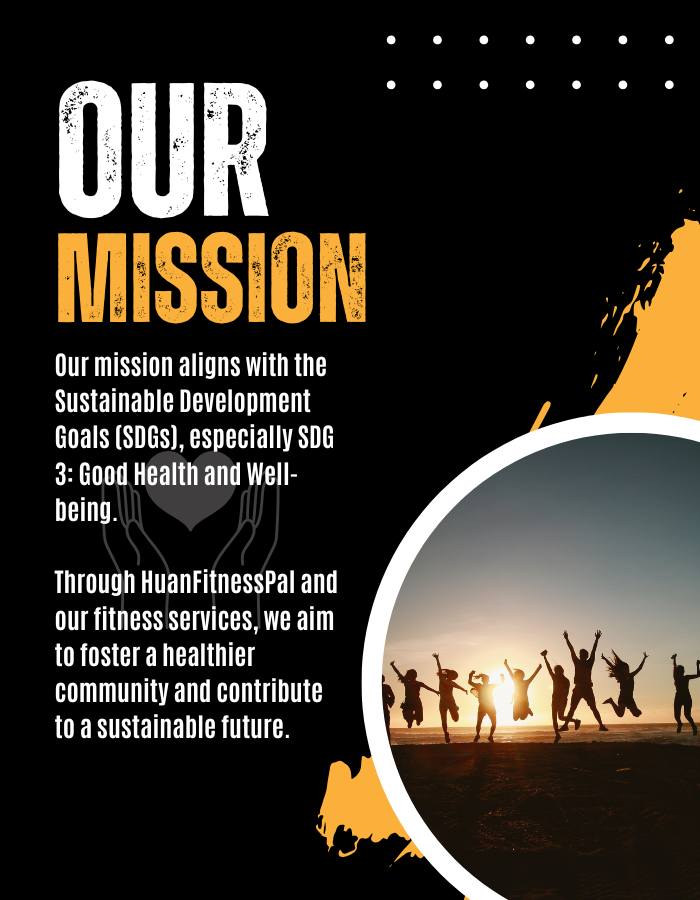 OUR
MISSION
Our mission aligns with the
Sustainable Development
Goals (SDGs), especially SDG
3: Good Health and Well-
being.
Through HuanFitnessPal and
our fitness services, we aim
to foster a healthier
community and contribute
to a sustainable future.